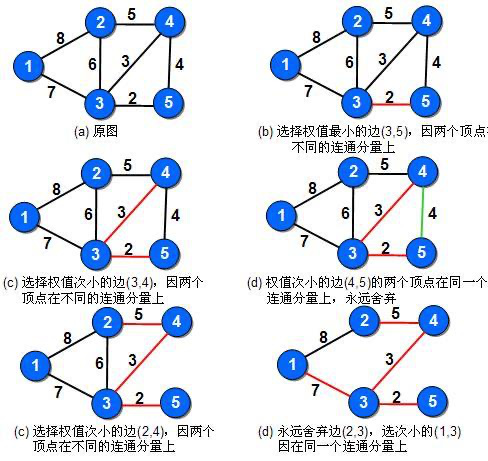 2 5 4 2 5 4
8 8
1 6 3 4 1 6 3 4
7 7
3 2 5 3 2 5
(a) 原图
(b) 选择权值最小的边(3,5)，因两个顶点在
不同的连通分量上
2 5 4 2 5 4
8 8
1 6 3 4 1 6 3 4
7 7
3 2 5 3 2 5
(c) 选择权值次小的边(3,4)，因两个
顶点在不同的连通分量上
(d) 权值次小的边(4,5)的两个顶点在同一个
连通分量上，永远舍弃
2 5 4 2 5 4
8 8
1 6 3 1 3
7 7
3 2 5 3 2 5
(c) 选择权值次小的边(2,4)，因两个
顶点在不同的连通分量上
(d) 永远舍弃边(2,3)，选次小的(1,3)
因在同一个连通分量上